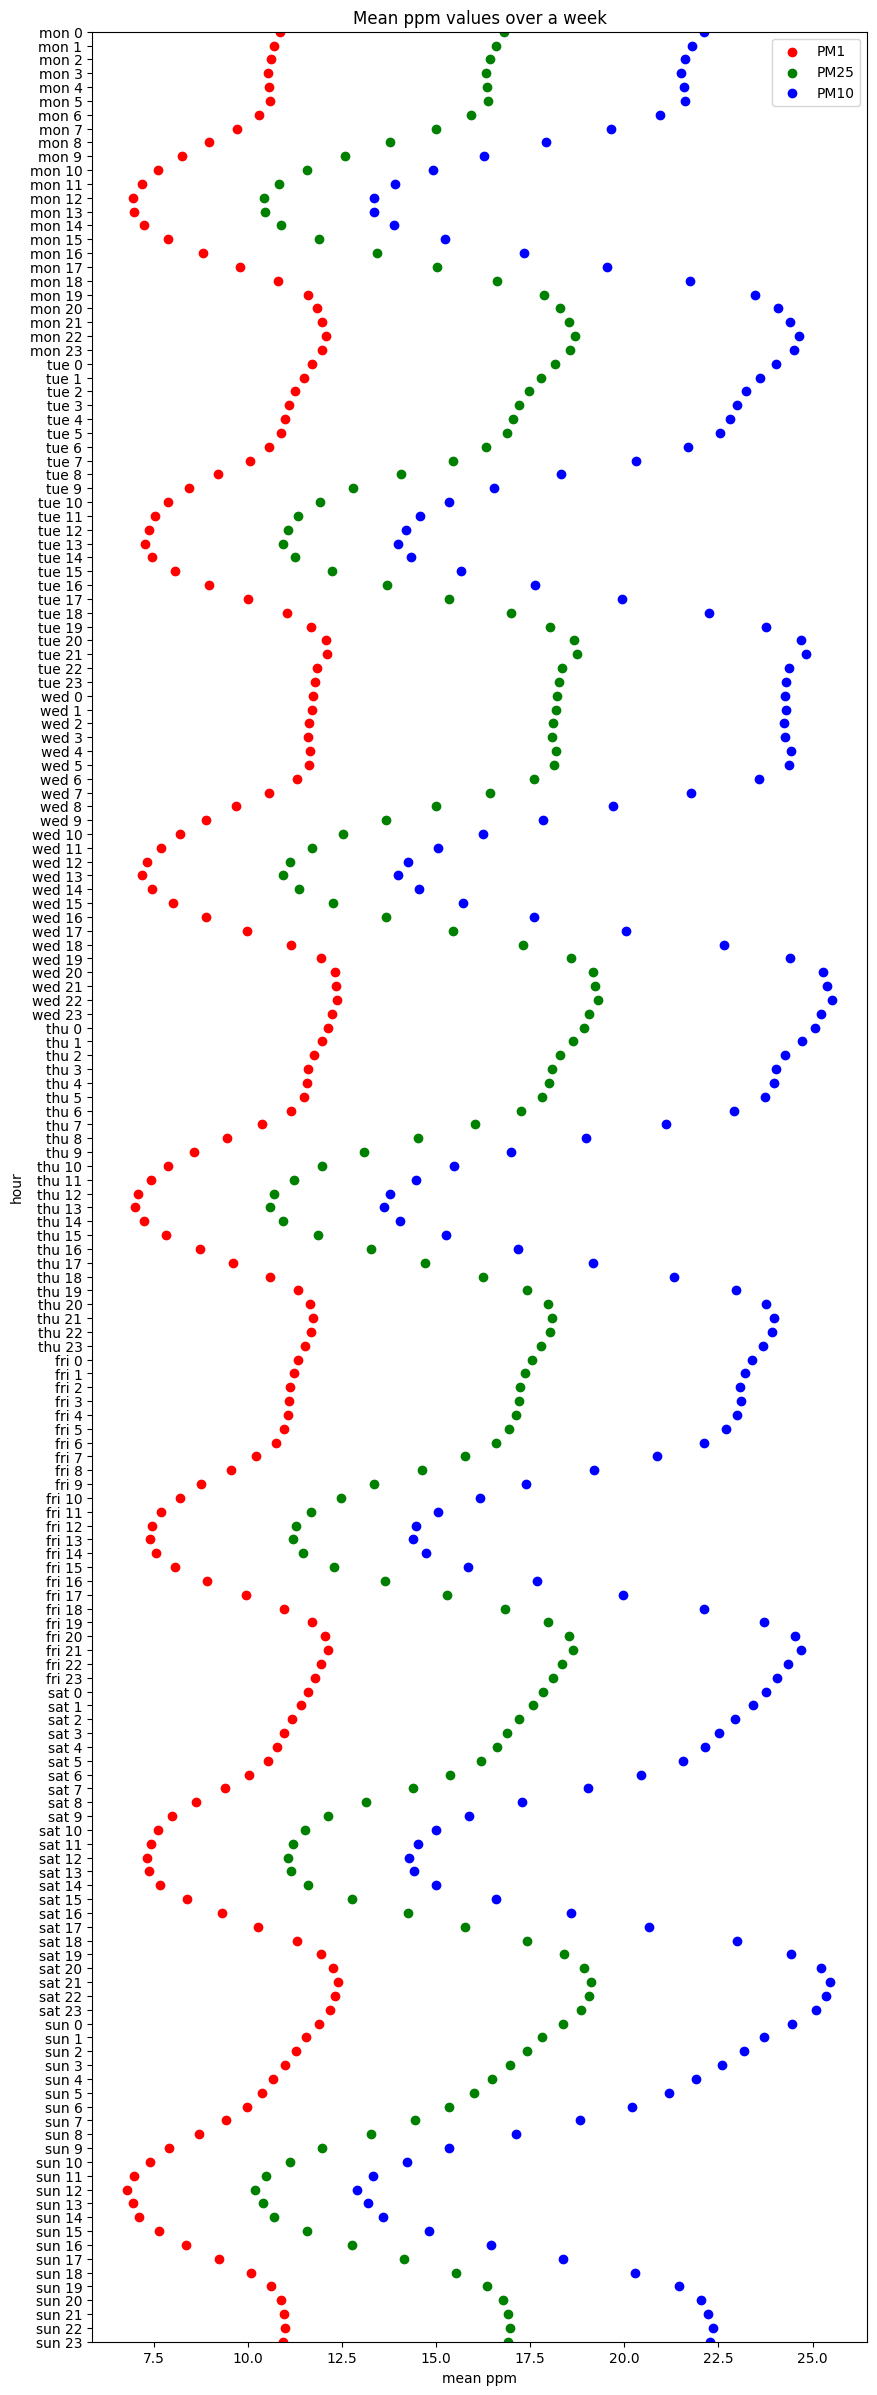 Mean ppm values over a week
PM1
PM25
PM10
mon 0
mon 1
mon 2
mon 3
mon 4
mon 5
mon 6
mon 7
mon 8
mon 9
mon 10
mon 11
mon 12
mon 13
mon 14
mon 15
mon 16
mon 17
mon 18
mon 19
mon 20
mon 21
mon 22
mon 23
tue 0
tue 1
tue 2
tue 3
tue 4
tue 5
tue 6
tue 7
tue 8
tue 9
tue 10
tue 11
tue 12
tue 13
tue 14
tue 15
tue 16
tue 17
tue 18
tue 19
tue 20
tue 21
tue 22
tue 23
wed 0
wed 1
wed 2
wed 3
wed 4
wed 5
wed 6
wed 7
wed 8
wed 9
wed 10
wed 11
wed 12
wed 13
wed 14
wed 15
wed 16
wed 17
wed 18
wed 19
wed 20
wed 21
wed 22
wed 23
thu 0
thu 1
thu 2
thu 3
thu 4
thu 5
thu 6
thu 7
thu 8
thu 9
thu 10
thu 11
thu 12
thu 13
thu 14
thu 15
thu 16
thu 17
thu 18
thu 19
thu 20
thu 21
thu 22
thu 23
fri 0
fri 1
fri 2
fri 3
fri 4
fri 5
fri 6
fri 7
fri 8
fri 9
fri 10
fri 11
fri 12
fri 13
fri 14
fri 15
fri 16
fri 17
fri 18
fri 19
fri 20
fri 21
fri 22
fri 23
sat 0
sat 1
sat 2
sat 3
sat 4
sat 5
sat 6
sat 7
sat 8
sat 9
sat 10
sat 11
sat 12
sat 13
sat 14
sat 15
sat 16
sat 17
sat 18
sat 19
sat 20
sat 21
sat 22
sat 23
sun 0
sun 1
sun 2
sun 3
sun 4
sun 5
sun 6
sun 7
sun 8
sun 9
sun 10
sun 11
sun 12
sun 13
sun 14
sun 15
sun 16
sun 17
sun 18
sun 19
sun 20
sun 21
sun 22
sun 23
hour
7.5 10.0 12.5 15.0 17.5 20.0 22.5 25.0
mean ppm